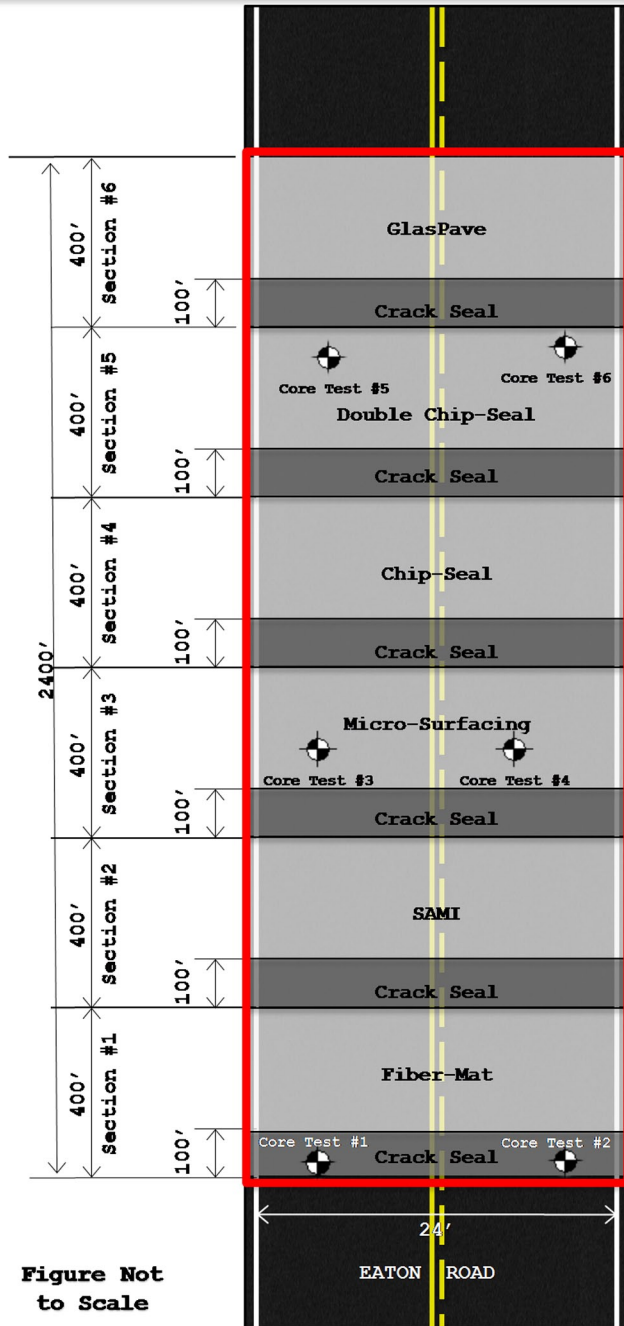 GlasPave
400'
Section #6
100'
Crack Seal
Core Test #5
Core Test #6
400'
Section #5
Double Chip-Seal
100'
Crack Seal
400'
Section #4
Chip-Seal
100'
Crack Seal
2400'
400'
Section #3
Micro-Surfacing
Core Test #3
Core Test #4
100'
Crack Seal
400'
Section #2
SAMI
100'
Crack Seal
400'
Section #1
Fiber-Mat
100'
Core Test #1
Core Test #2
Crack Seal
24'
EATON ROAD
Figure Not
to Scale